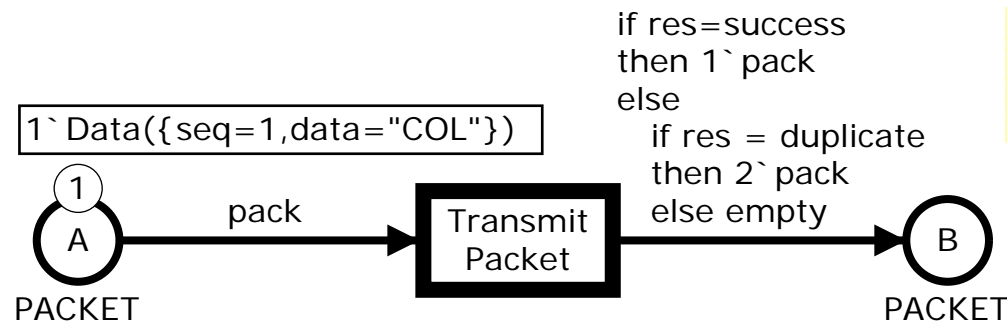 if res=success
then 1`pack
else
if res = duplicate
then 2`pack
else empty
1`Data({seq=1,data="COL"})
1
A
pack
Transmit
Packet
B
PACKET
PACKET